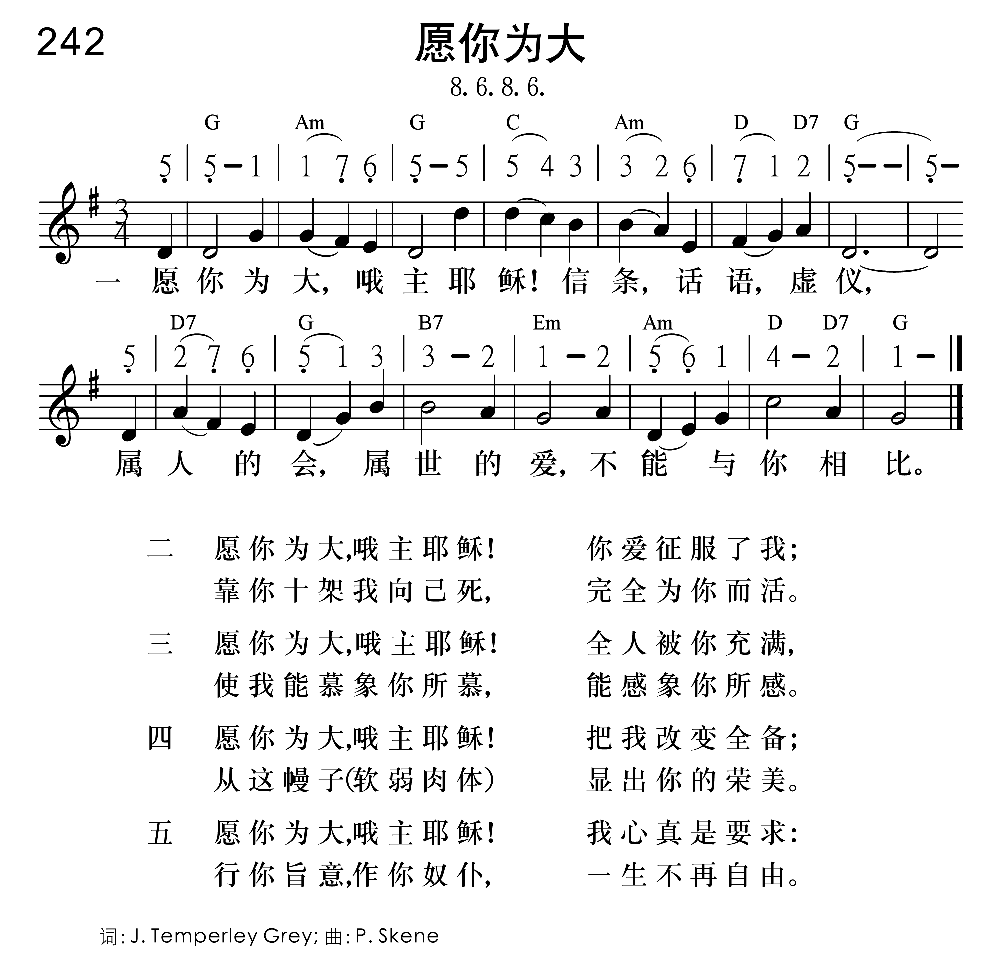 242
愿你为大
8. 6. 8. 6.
G Am G C Am D D7 G
5 | 5 – 1 | 1 7 6 | 5 – 5 | 5 4 3 | 3 2 6 | 7 1 2 | 5 – – | 5 –
3
4
一 愿 你 为 大, 哦 主 耶 稣! 信 条, 话 语, 虚 仪,
D7 G B7 Em Am D D7 G
5 | 2 7 6 | 5 1 3 | 3 – 2 | 1 – 2 | 5 6 1 | 4 – 2 | 1 – ||
属 人 的 会, 属 世 的 爱, 不 能 与 你 相 比。
二 愿 你 为 大, 哦 主 耶 稣! 你 爱 征 服 了 我;
靠 你 十 架 我 向 己 死, 完 全 为 你 而 活。
三 愿 你 为 大, 哦 主 耶 稣! 全 人 被 你 充 满,
使 我 能 慕 象 你 所 慕, 能 感 象 你 所 感。
四 愿 你 为 大, 哦 主 耶 稣! 把 我 改 变 全 备;
从 这 幔 子 (软 弱 肉 体) 显 出 你 的 荣 美。
五 愿 你 为 大, 哦 主 耶 稣! 我 心 真 是 要 求:
行 你 旨 意, 作 你 奴 仆, 一 生 不 再 自 由。
词: J. Temperley Grey; 曲: P. Skene